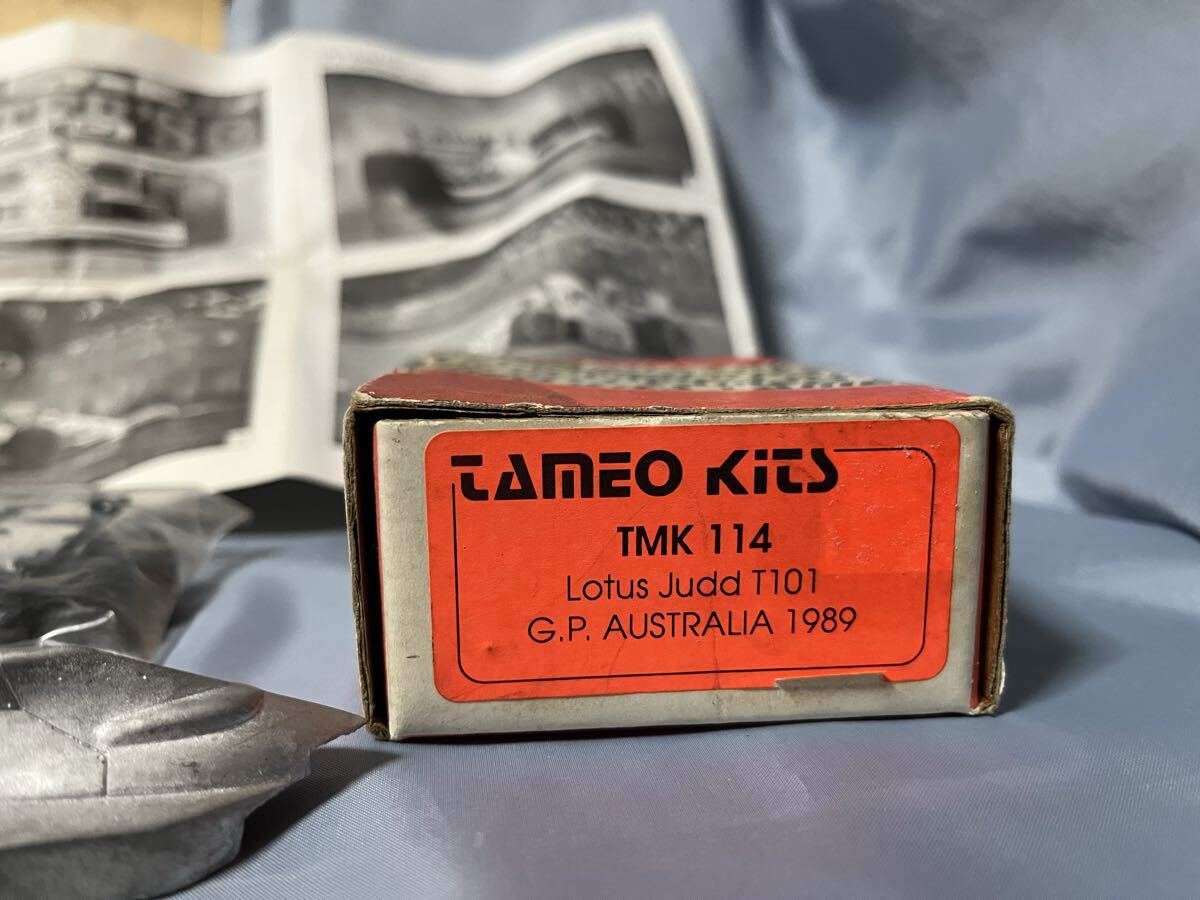 TAMEO KITS
TMK 114
Lotus Judd T101
G.P. AUSTRALIA 1989